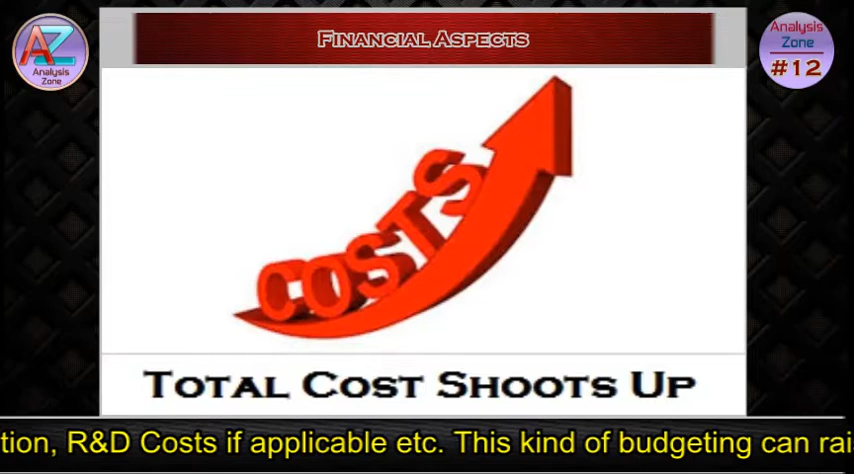 Financial Aspects
AZ
Analysis
Zone
Analysis
Zone
#12
COSTS
Total Cost Shoots Up
tion, R&D Costs if applicable etc. This kind of budgeting can rai